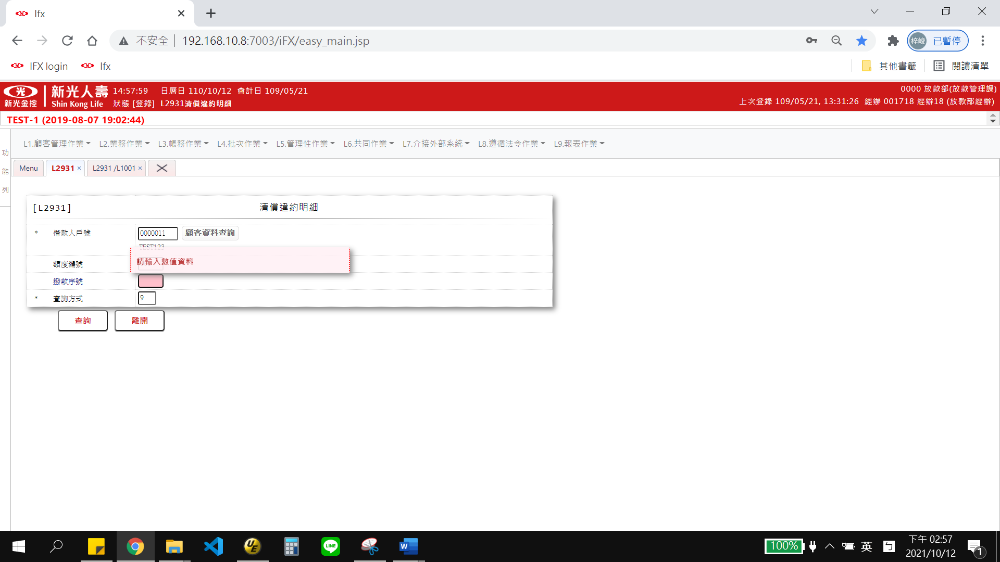 Ifx
不安全 | 192.168.10.8:7003/iFX/easy_main.jsp
梓峻 已暫停
IFX login Ifx
其他書籤 閱讀清單
新光金控 新光人壽 Shin Kong Life
14:57:59 日曆日 110/10/12 會計日 109/05/21
狀態 [登錄] L2931清償違約明細
0000 放款部(放款管理課)
上次登錄 109/05/21, 13:31:26 經辦 001718 經辦18 (放款部經辦)
TEST-1 (2019-08-07 19:02:44)
功
能
列
L1.顧客管理作業 L2.業務作業 L3.帳務作業 L4.批次作業 L5.管理性作業 L6.共同作業 L7.介接外部系統 L8.遵循法令作業 L9.報表作業
Menu L2931 × L2931 /L1001 ×
[L2931] 清償違約明細
* 借款人戶號 0000011 顧客資料查詢
TEST123
額度編號
請輸入數值資料
撥款序號
* 查詢方式 9
查詢 離開
UE LINE W
100% 英 ㄅ
下午 02:57
2021/10/12
1